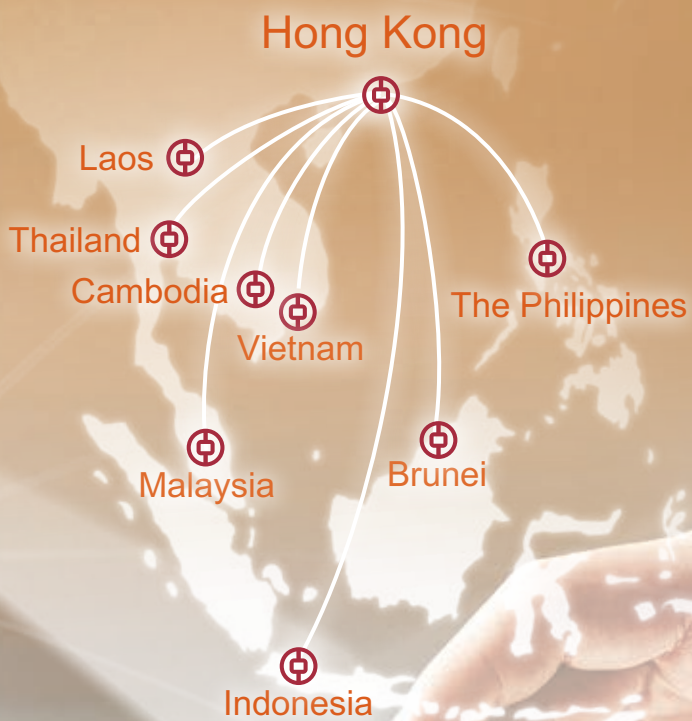 Hong Kong
Laos
Thailand
Cambodia
The Philippines
Vietnam
Malaysia
Brunei
Indonesia